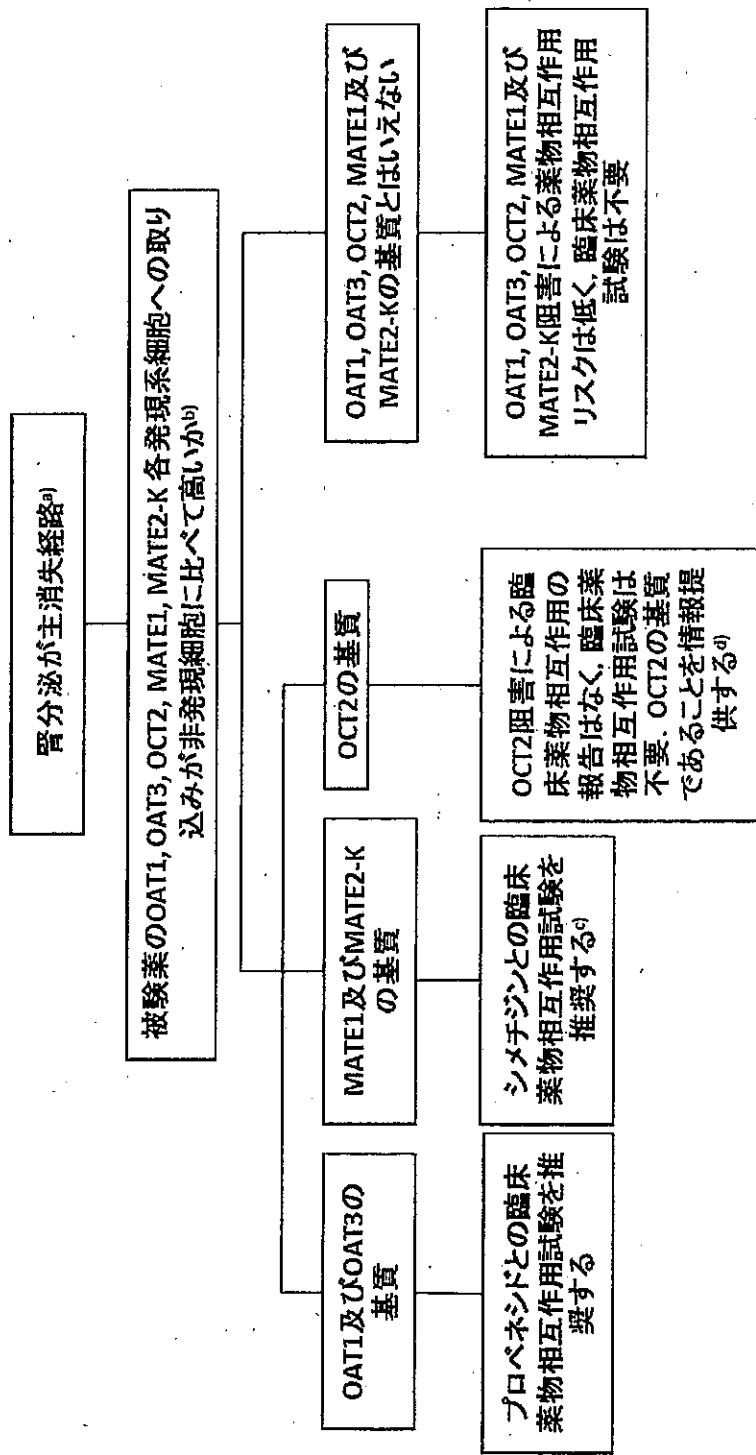 腎分泌が主消失経路a)
被験薬のOAT1, OAT3, OCT2, MATE1, MATE2-K 各発現系細胞への取り
込みが非発現細胞に比べて高いかb)
OAT1及びOAT3の
基質
MATE1及びMATE2-K
の基質
OCT2の基質
OAT1, OAT3, OCT2, MATE1及び
MATE2-Kの基質とはいえない
プロベネシドとの臨床
薬物相互作用試験を推
奨する
シメチジンとの臨床
薬物相互作用試験を
推奨するc)
OCT2阻害による臨
床薬物相互作用の
報告はなく, 臨床薬
物相互作用試験は
不要. OCT2の基質
であることを情報提
供するd)
OAT1, OAT3, OCT2, MATE1及び
MATE2-K阻害による薬物相互作用
リスクは低く, 臨床薬物相互作用
試験は不要